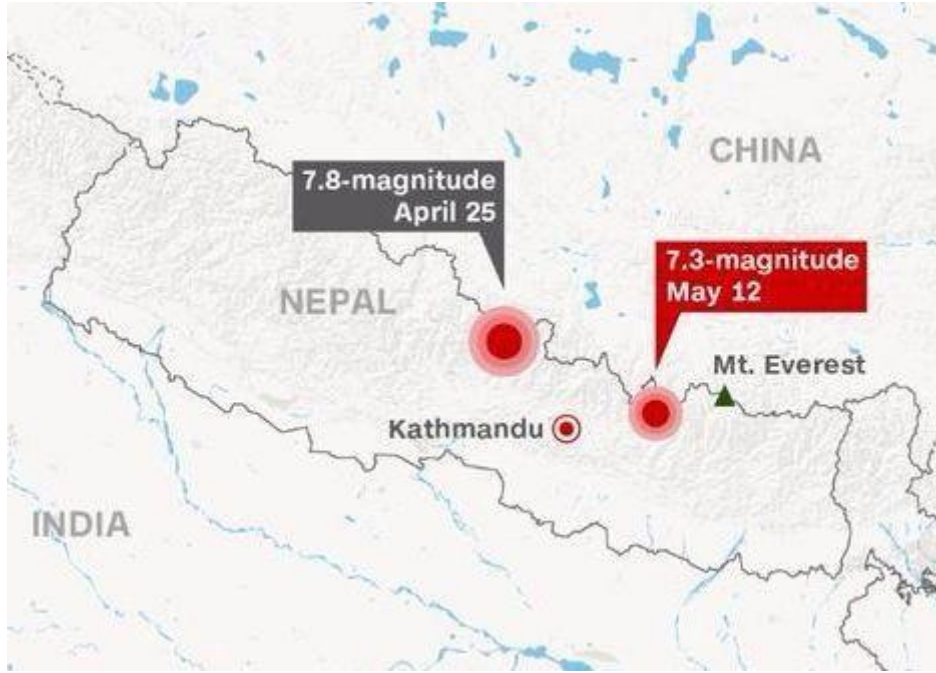 CHINA
7.8-magnitude
April 25
7.3-magnitude
May 12
NEPAL
Mt. Everest
Kathmandu
INDIA